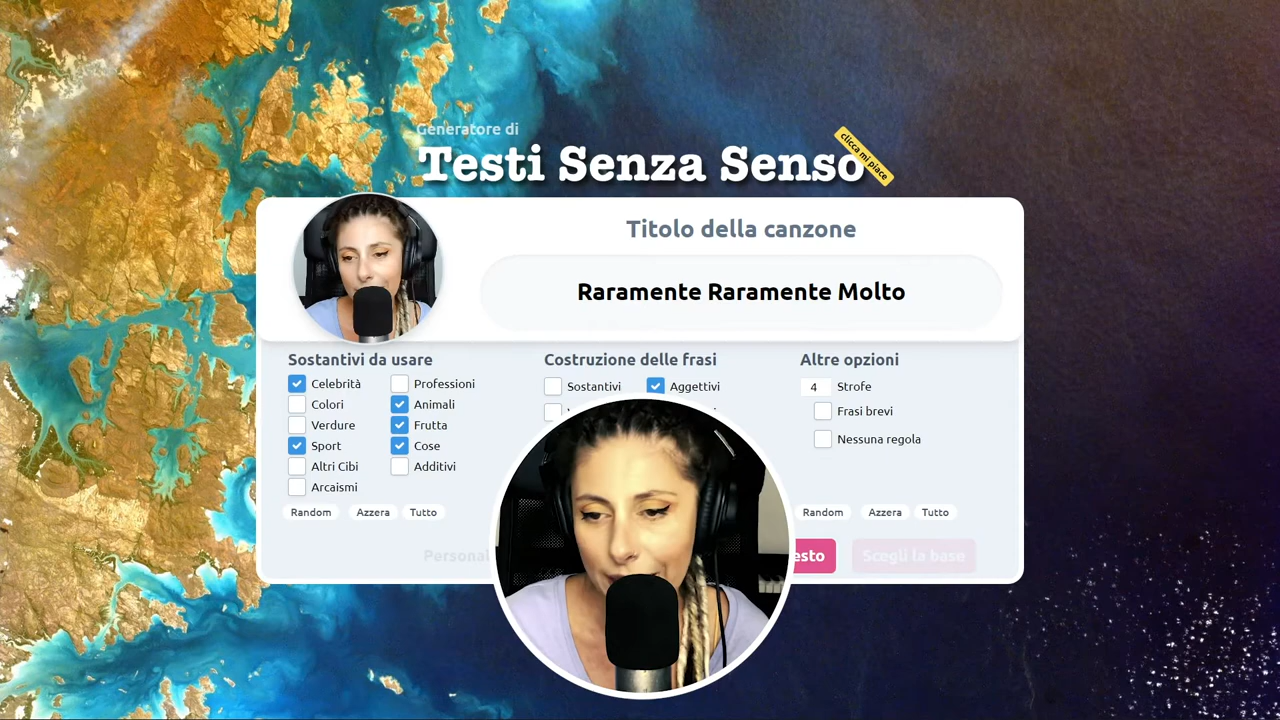 Generatore di
Testi Senza Senso
clicca mi piace
Titolo della canzone
Raramente Raramente Molto
Sostantivi da usare
Costruzione delle frasi
Altre opzioni
Celebrità
Professioni
Sostantivi
Aggettivi
4 Strofe
Colori
Animali
Frasi brevi
Verdure
Frutta
Nessuna regola
Sport
Cose
Altri Cibi
Additivi
Arcaismi
Random Azzera Tutto
Random Azzera Tutto
Scegli la base